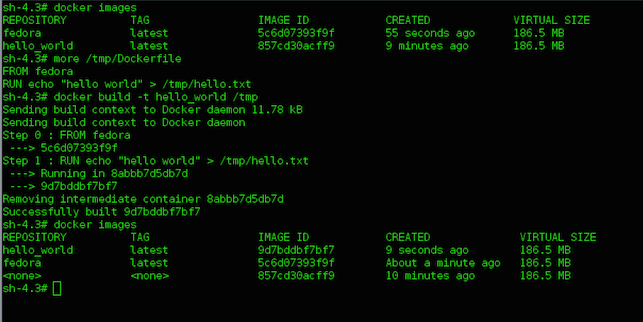 sh-4.3# docker images
REPOSITORY TAG IMAGE ID CREATED VIRTUAL SIZE
fedora latest 5c6d07393f9f 55 seconds ago 186.5 MB
hello_world latest 857cd30acff9 9 minutes ago 186.5 MB
sh-4.3# more /tmp/Dockerfile
FROM fedora
RUN echo "hello world" > /tmp/hello.txt
sh-4.3# docker build -t hello_world /tmp
Sending build context to Docker daemon 11.78 kB
Sending build context to Docker daemon
Step 0 : FROM fedora
---> 5c6d07393f9f
Step 1 : RUN echo "hello world" > /tmp/hello.txt
---> Running in 8abbb7d5db7d
---> 9d7bddbf7bf7
Removing intermediate container 8abbb7d5db7d
Successfully built 9d7bddbf7bf7
sh-4.3# docker images
REPOSITORY TAG IMAGE ID CREATED VIRTUAL SIZE
hello_world latest 9d7bddbf7bf7 9 seconds ago 186.5 MB
fedora latest 5c6d07393f9f About a minute ago 186.5 MB
<none> <none> 857cd30acff9 10 minutes ago 186.5 MB
sh-4.3#